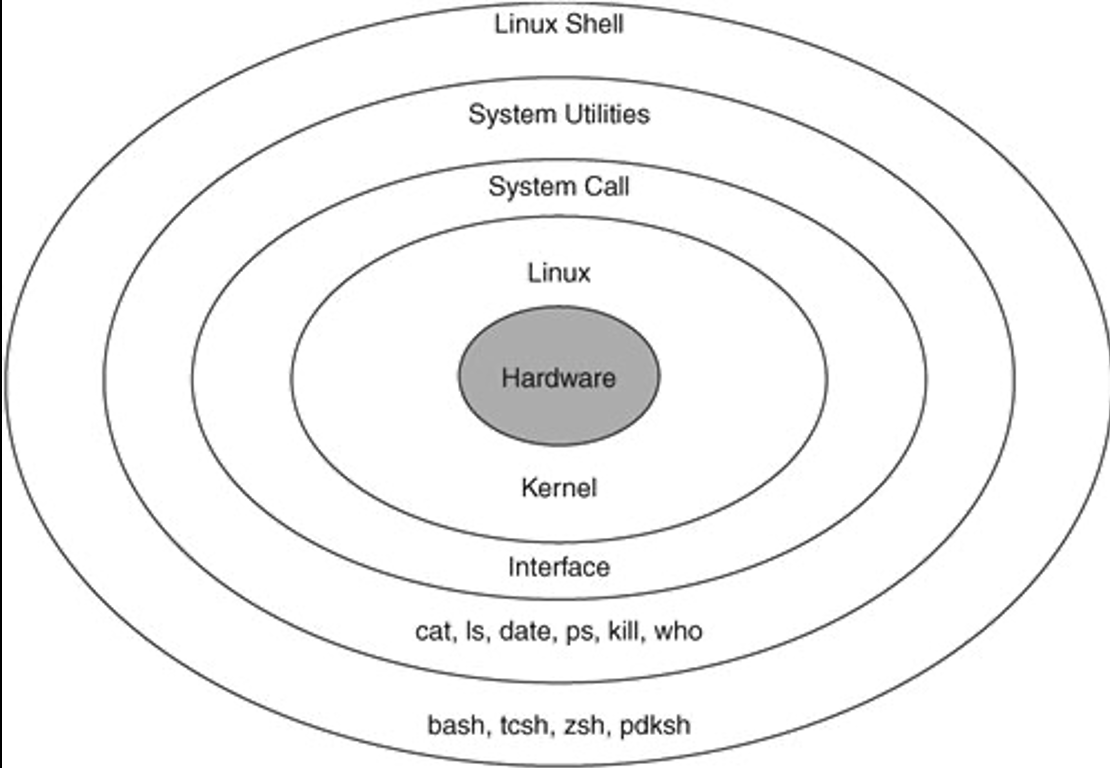 Linux Shell
System Utilities
System Call
Linux
Hardware
Kernel
Interface
cat, ls, date, ps, kill, who
bash, tcsh, zsh, pdksh